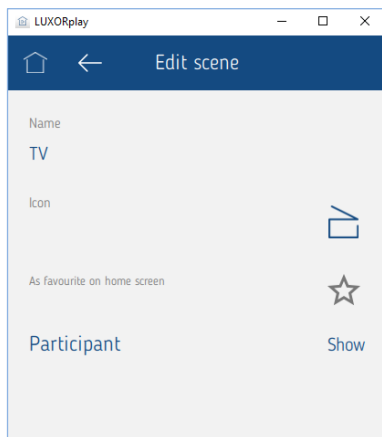 LUXORplay
Edit scene
Name
TV
Icon
As favourite on home screen
Participant Show